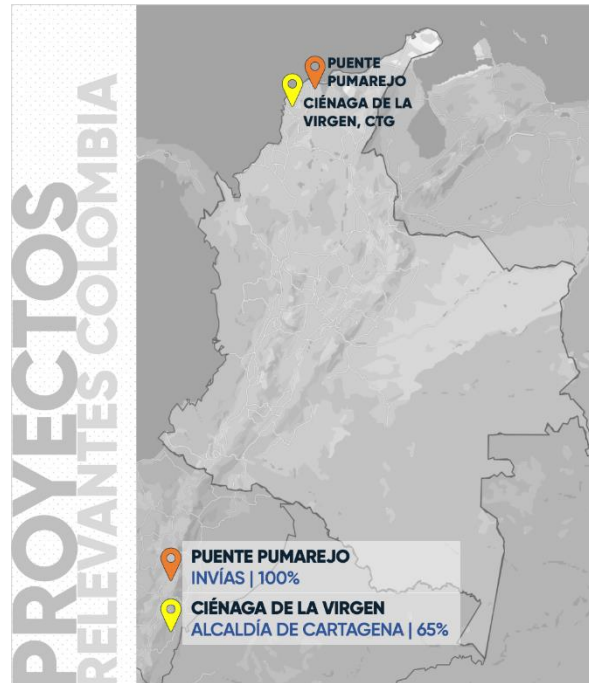 PROYECTOS
RELEVANTES COLOMBIA
PUENTE
PUMAREJO
CIÉNAGA DE LA
VIRGEN, CTG
PUENTE PUMAREJO
INVÍAS | 100%
CIÉNAGA DE LA VIRGEN
ALCALDÍA DE CARTAGENA | 65%